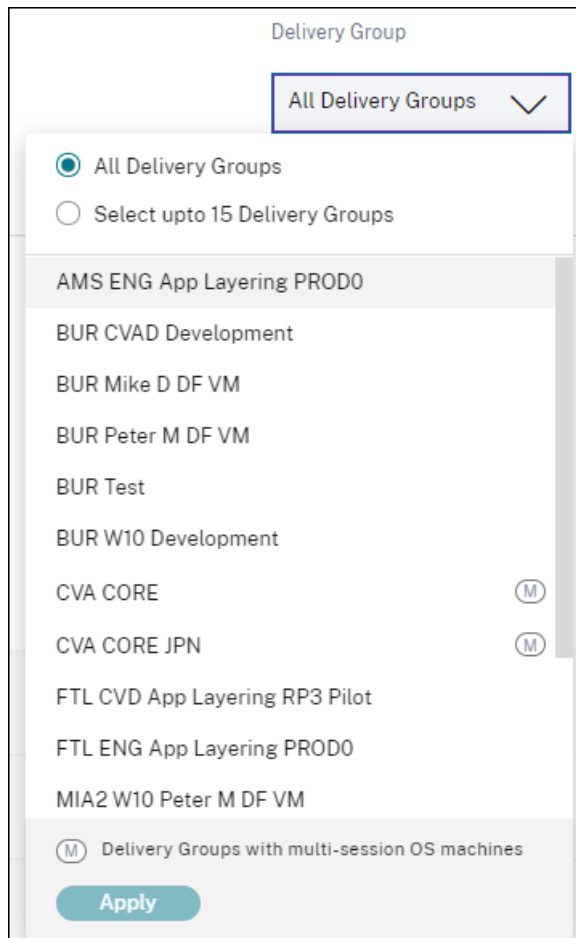 Delivery Group
All Delivery Groups
All Delivery Groups
Select upto 15 Delivery Groups
AMS ENG App Layering PROD0
BUR CVAD Development
BUR Mike D DF VM
BUR Peter M DF VM
BUR Test
BUR W10 Development
CVA CORE M
CVA CORE JPN M
FTL CVD App Layering RP3 Pilot
FTL ENG App Layering PROD0
MIA2 W10 Peter M DF VM
M Delivery Groups with multi-session OS machines
Apply